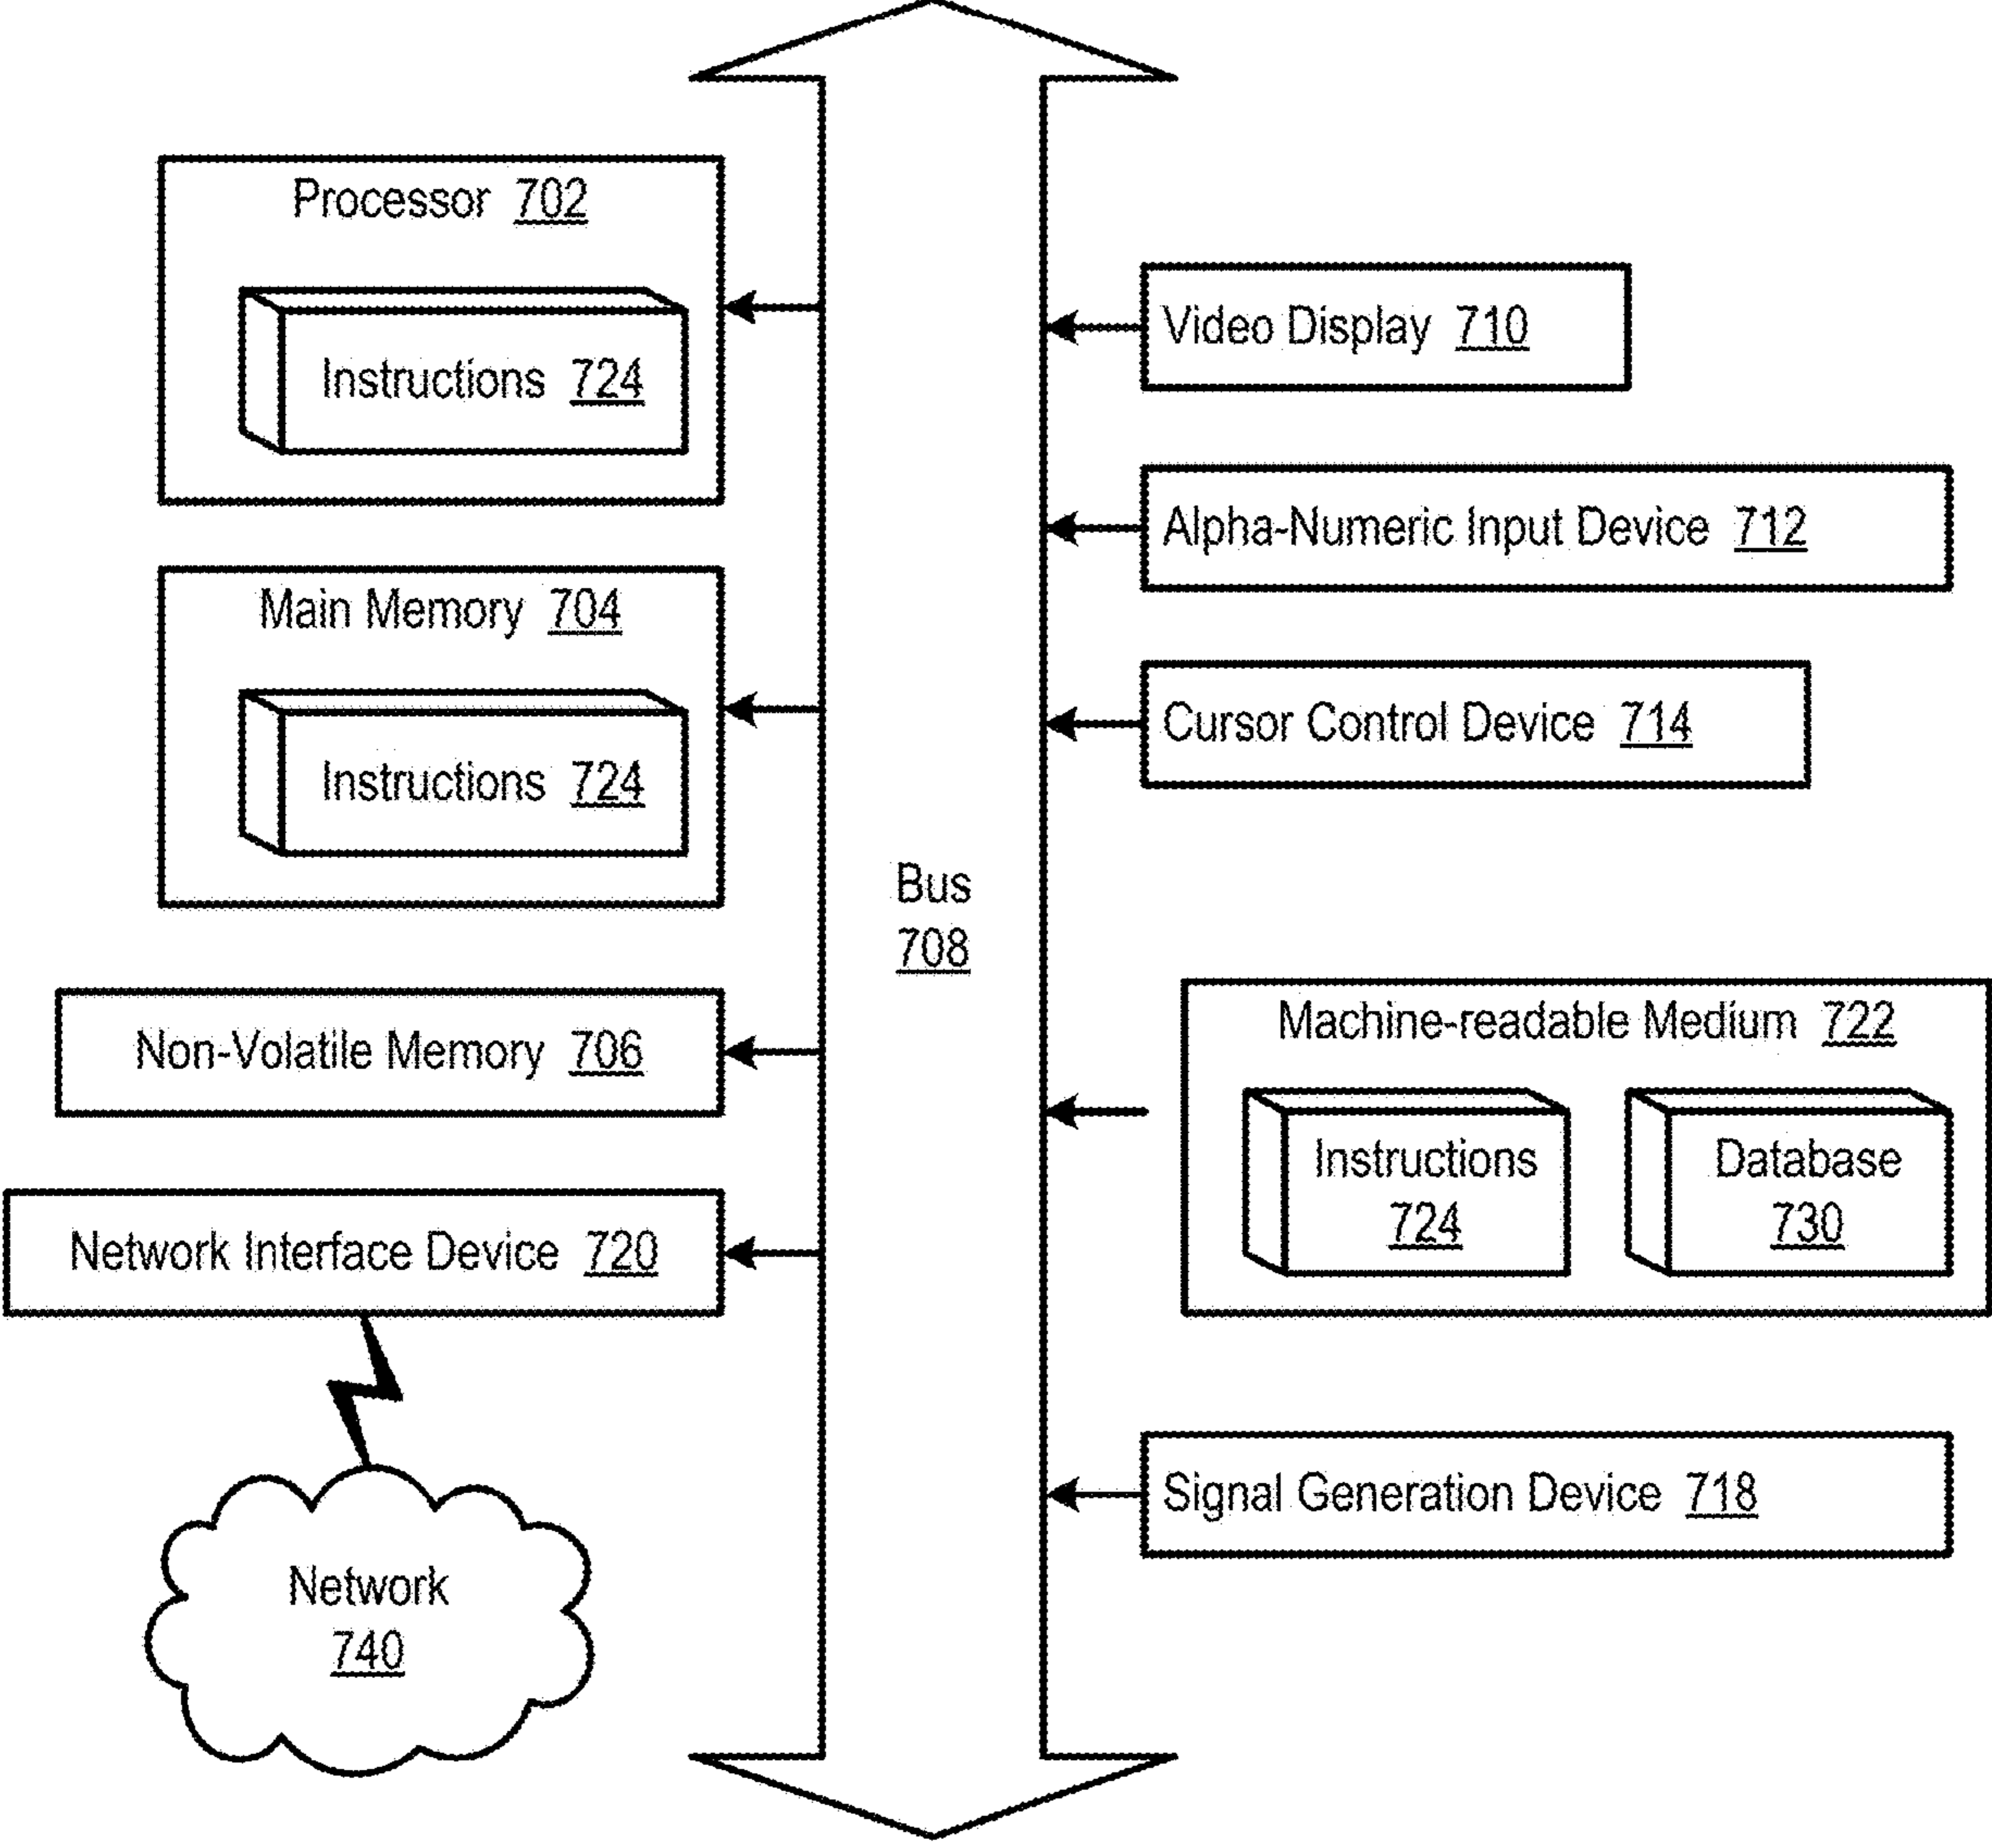 Processor 702
Instructions 724
Main Memory 704
Instructions 724
Non-Volatile Memory 706
Network Interface Device 720
Network
740
Bus
708
Video Display 710
Alpha-Numeric Input Device 712
Cursor Control Device 714
Machine-readable Medium 722
Instructions
724
Database
730
Signal Generation Device 718